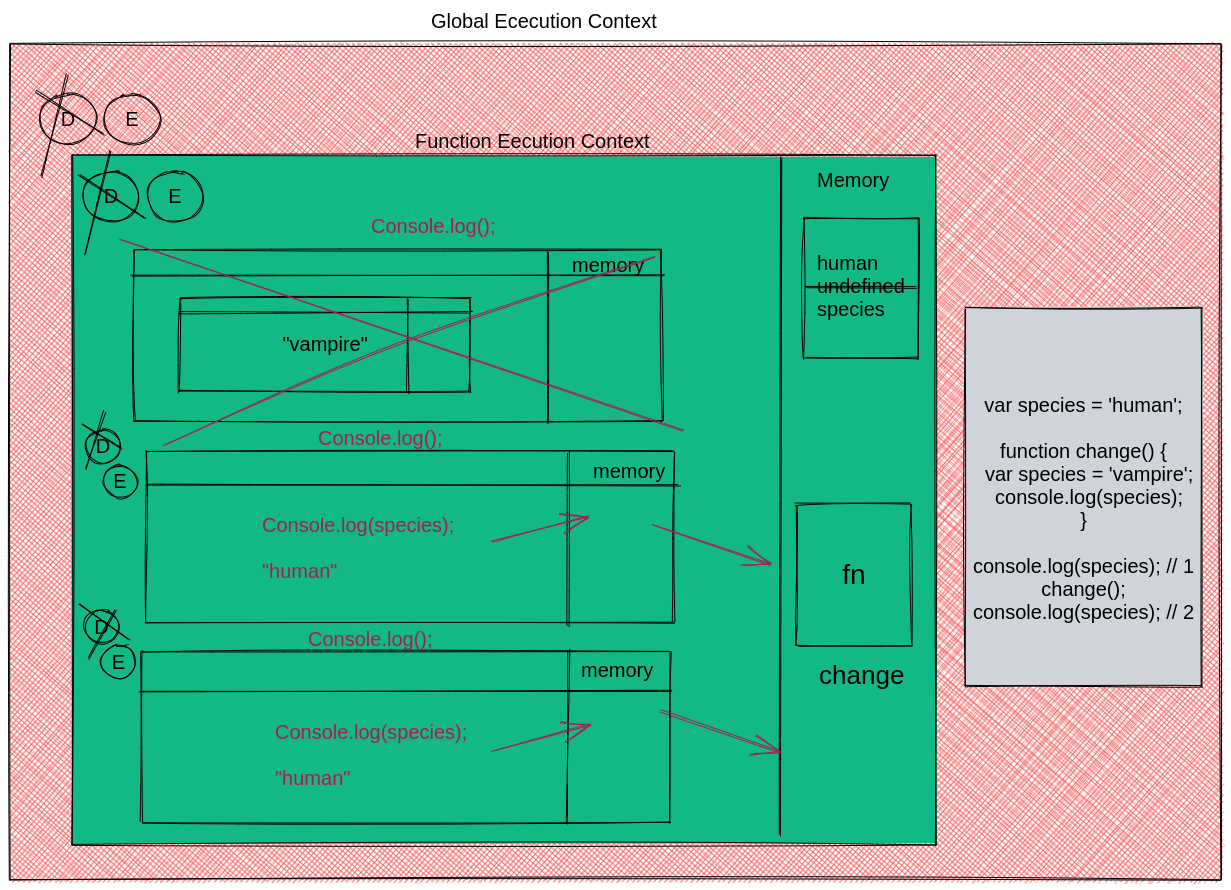 Global Ececution Context
D
E
Function Eecution Context
D
E
Memory
Console.log();
memory
human
undefined
species
"vampire"
Console.log();
D
E
memory
Console.log(species);
"human"
fn
change
Console.log();
D
E
memory
Console.log(species);
"human"
var species = 'human';
function change() {
var species = 'vampire';
console.log(species);
}
console.log(species); // 1
change();
console.log(species); // 2